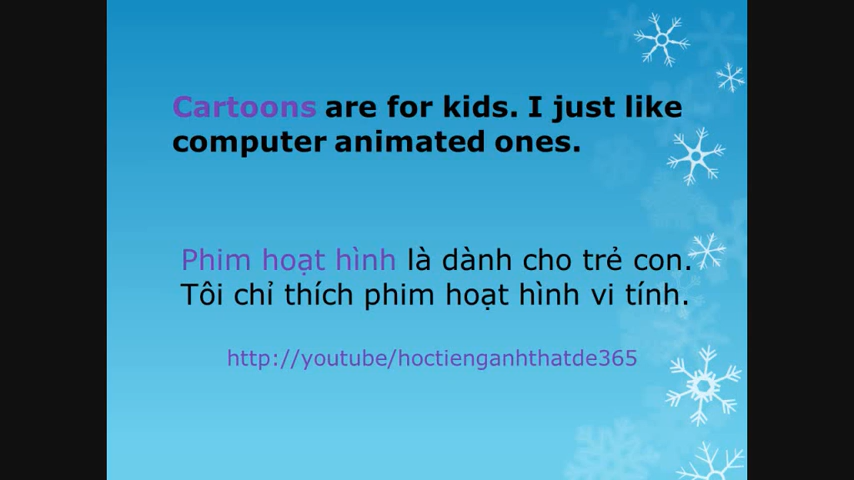 Cartoons are for kids. I just like
computer animated ones.
Phim hoạt hình là dành cho trẻ con.
Tôi chỉ thích phim hoạt hình vi tính.
http://youtube/hoctienganhthatde365